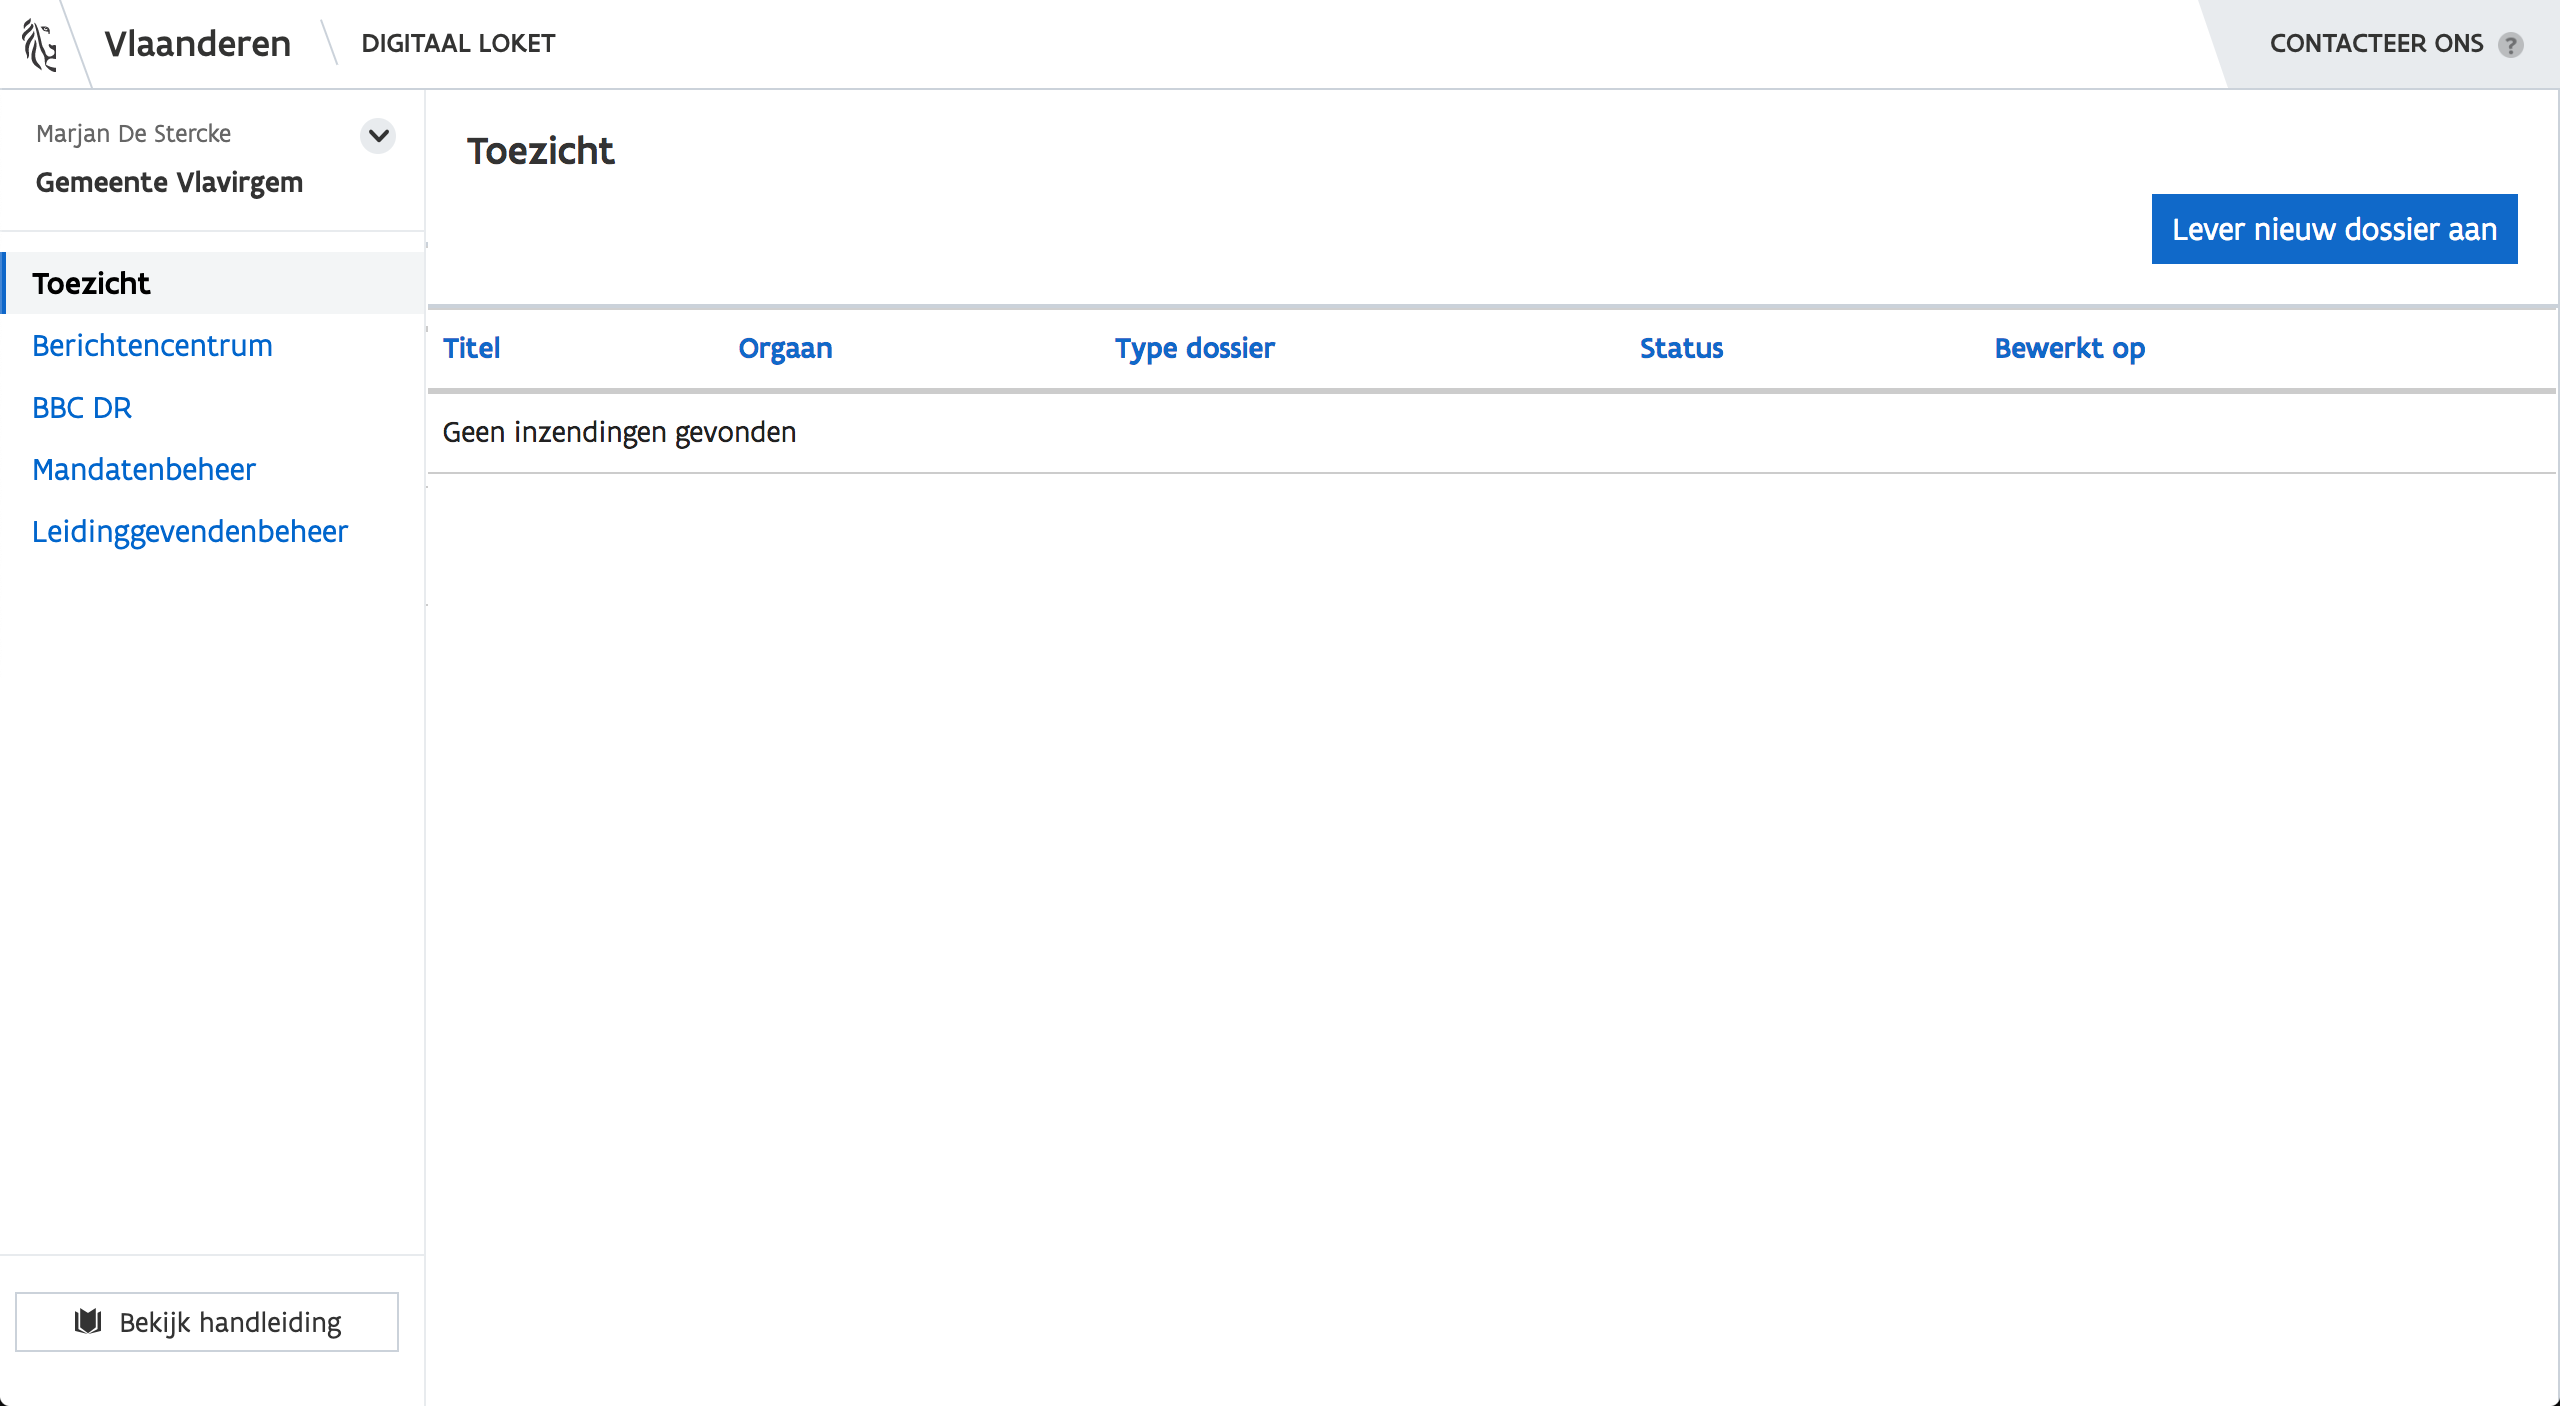 Vlaanderen
DIGITAAL LOKET
CONTACTEER ONS ?
Marjan De Stercke
Gemeente Vlavirgem
Toezicht
Berichtencentrum
BBC DR
Mandatenbeheer
Leidinggevendenbeheer
Bekijk handleiding
Toezicht
Lever nieuw dossier aan
Titel Orgaan Type dossier Status Bewerkt op
Geen inzendingen gevonden